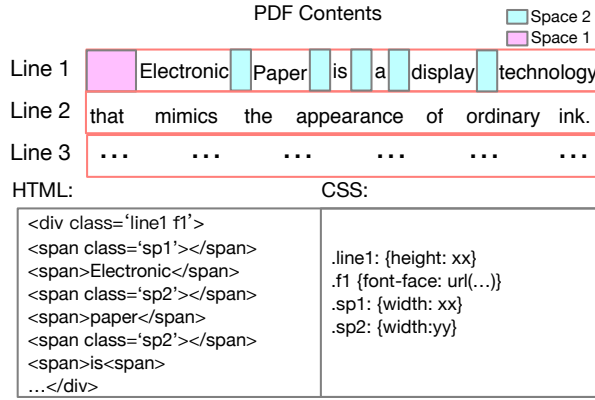 PDF Contents
Space 2
Space 1
Line 1 Electronic Paper is a display technology
Line 2 that mimics the appearance of ordinary ink.
Line 3 ... ... ... ... ... ...
HTML:
CSS:
<div class=‘line1 f1’>
<span class=‘sp1’></span>
<span>Electronic</span>
<span class=‘sp2’></span>
<span>paper</span>
<span class=‘sp2’></span>
<span>is<span>
…</div>
.line1: {height: xx}
.f1 {font-face: url(…)}
.sp1: {width: xx}
.sp2: {width:yy}